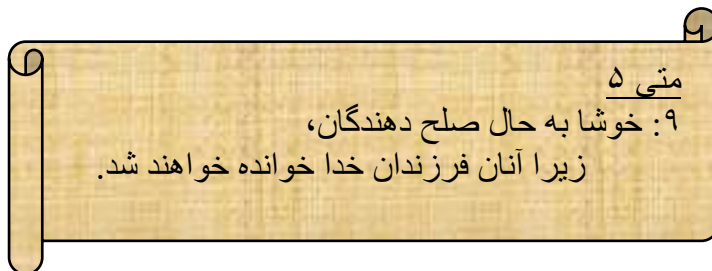 متی ۵
۹: خوشا به حال صلح دهندگان،
زیرا آنان فرزندان خدا خوانده خواهند شد.